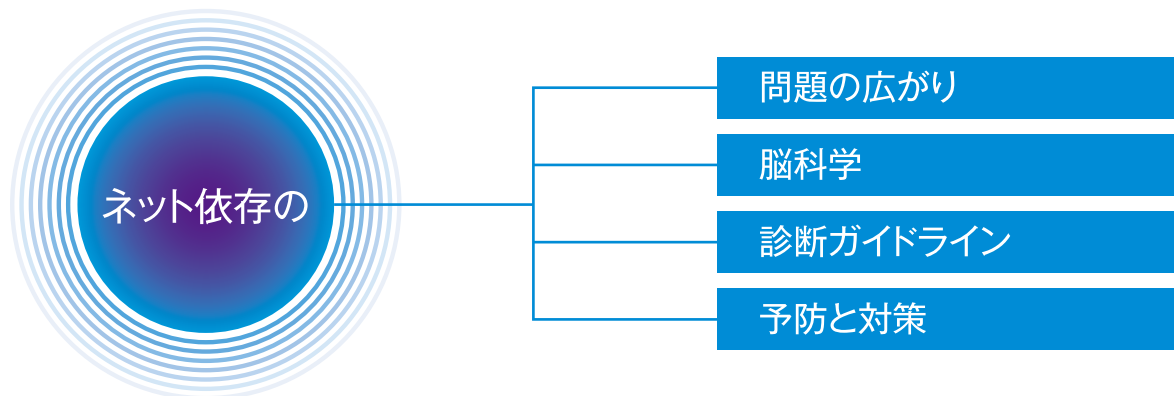 ネット依存の
問題の広がり
脳科学
診断ガイドライン
予防と対策